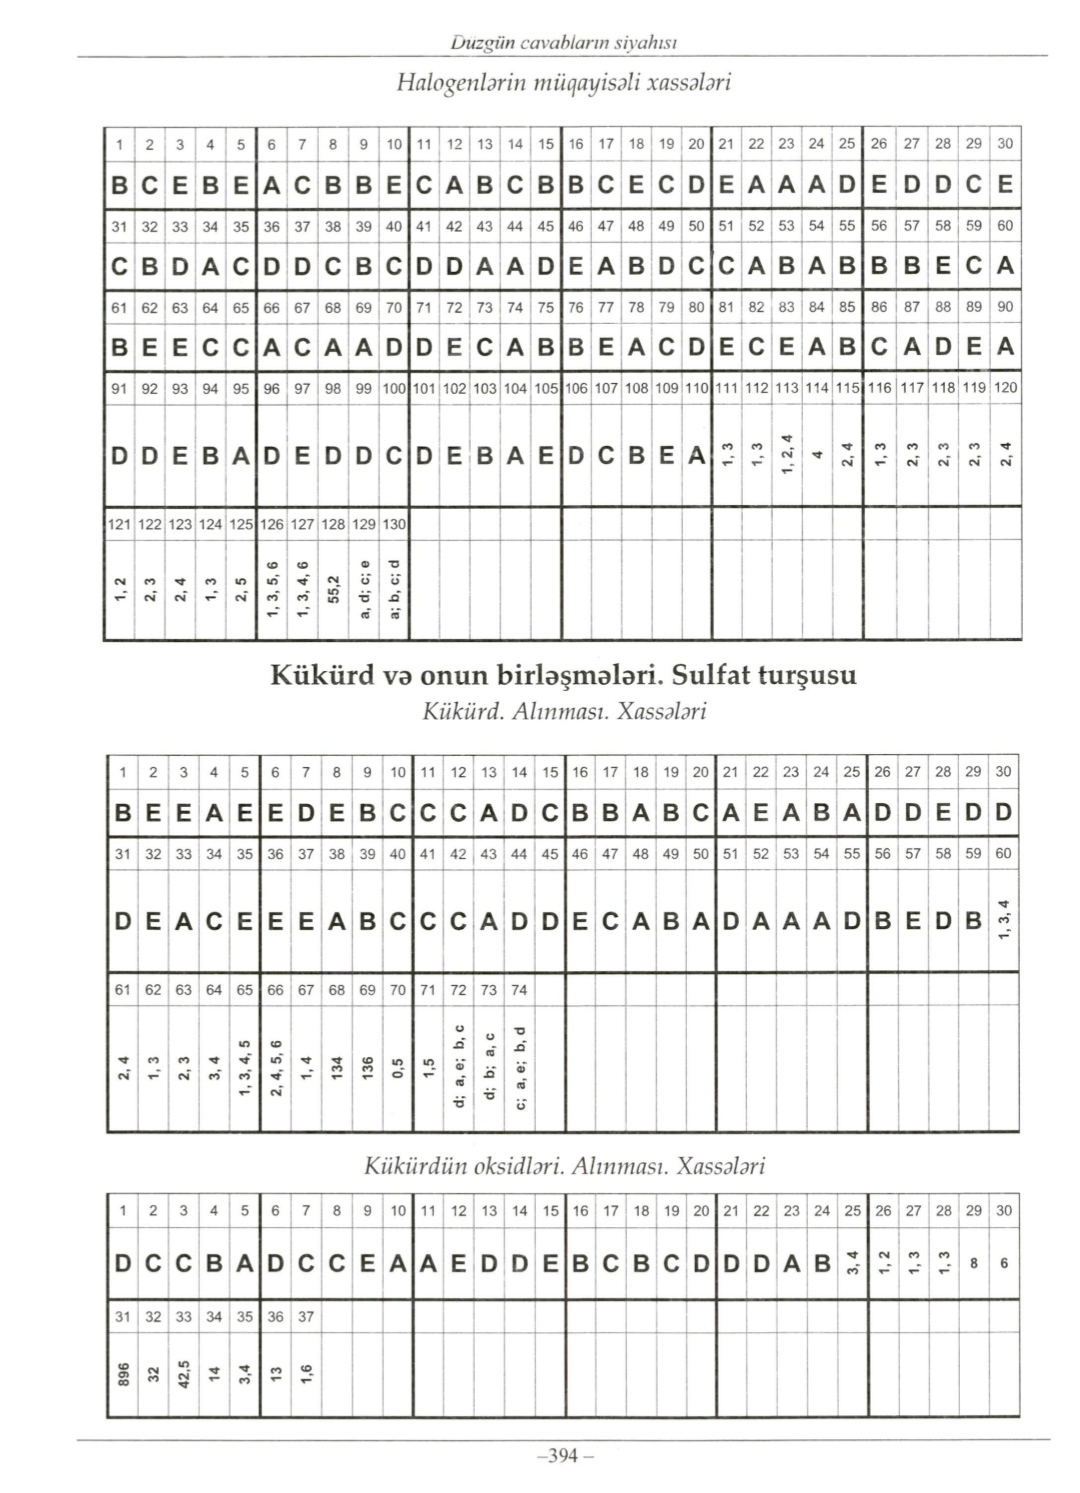 Düzgün cavabların siyahısı
Halogenlərin müqayisəli xassələri
1 2 3 4 5 6 7 8 9 10 11 12 13 14 15 16 17 18 19 20 21 22 23 24 25 26 27 28 29 30
B C E B E A C B B E C A B C B B C E C D E A A A D E D D C E
31 32 33 34 35 36 37 38 39 40 41 42 43 44 45 46 47 48 49 50 51 52 53 54 55 56 57 58 59 60
C B D A C D D C B C D D A A D E A B D C C A B A B B B E C A
61 62 63 64 65 66 67 68 69 70 71 72 73 74 75 76 77 78 79 80 81 82 83 84 85 86 87 88 89 90
B E E C C A C A A D D E C A B B E A C D E C E A B C A D E A
91 92 93 94 95 96 97 98 99 100 101 102 103 104 105 106 107 108 109 110 111 112 113 114 115 116 117 118 119 120
D D E B A D E D D C D E B A E D C B E A 1, 3 1, 3 1, 2, 4 4 2, 4 1, 3 2, 3 2, 3 2, 3 2, 4
121 122 123 124 125 126 127 128 129 130
1, 2 2, 3 2, 4 1, 3 2, 5 1, 3, 5, 6 1, 3, 4, 6 55,2 a, d; c; e a; b, c; d
Kükürd və onun birləşmələri. Sulfat turşusu
Kükürd. Alınması. Xassələri
1 2 3 4 5 6 7 8 9 10 11 12 13 14 15 16 17 18 19 20 21 22 23 24 25 26 27 28 29 30
B E E A E E D E B C C C A D C B B A B C A E A B A D D E D D
31 32 33 34 35 36 37 38 39 40 41 42 43 44 45 46 47 48 49 50 51 52 53 54 55 56 57 58 59 60
D E A C E E E A B C C C A D D E C A B A D A A A D B E D B 1, 3, 4
61 62 63 64 65 66 67 68 69 70 71 72 73 74
2, 4 1, 3 2, 3 3, 4 1, 3, 4, 5 2, 4, 5, 6 1, 4 134 136 0,5 1,5 d; a, e; b, c d; b; a, c c; a, e; b, d
Kükürdün oksidləri. Alınması. Xassələri
1 2 3 4 5 6 7 8 9 10 11 12 13 14 15 16 17 18 19 20 21 22 23 24 25 26 27 28 29 30
D C C B A D C C E A A E D D E B C B C D D D A B 3, 4 1, 2 1, 3 1, 3 8 6
31 32 33 34 35 36 37
896 32 42,5 14 3,4 13 1,6
–394 –